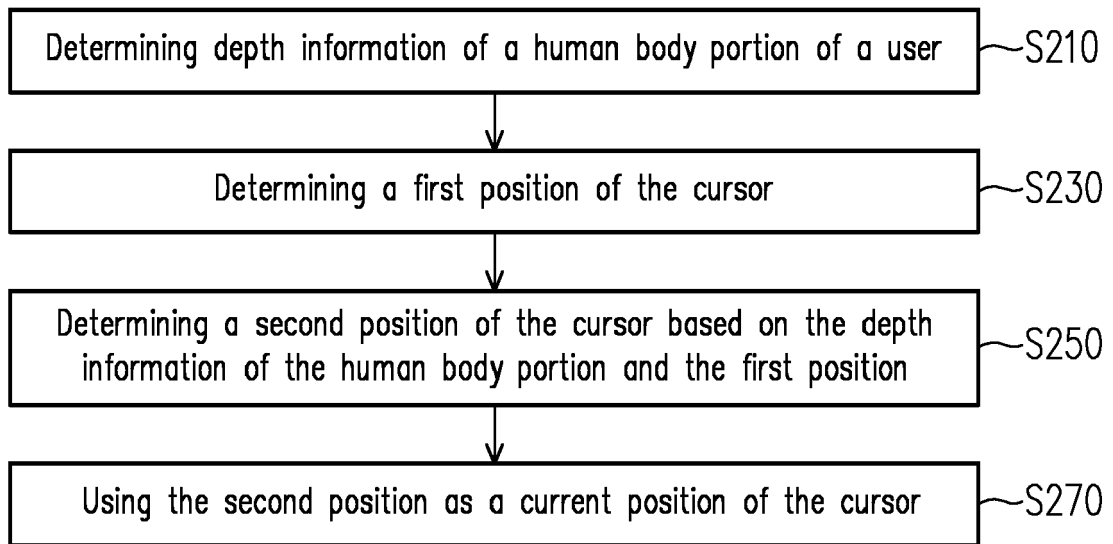 Determining depth information of a human body portion of a user
S210
Determining a first position of the cursor
S230
Determining a second position of the cursor based on the depth
information of the human body portion and the first position
S250
Using the second position as a current position of the cursor
S270